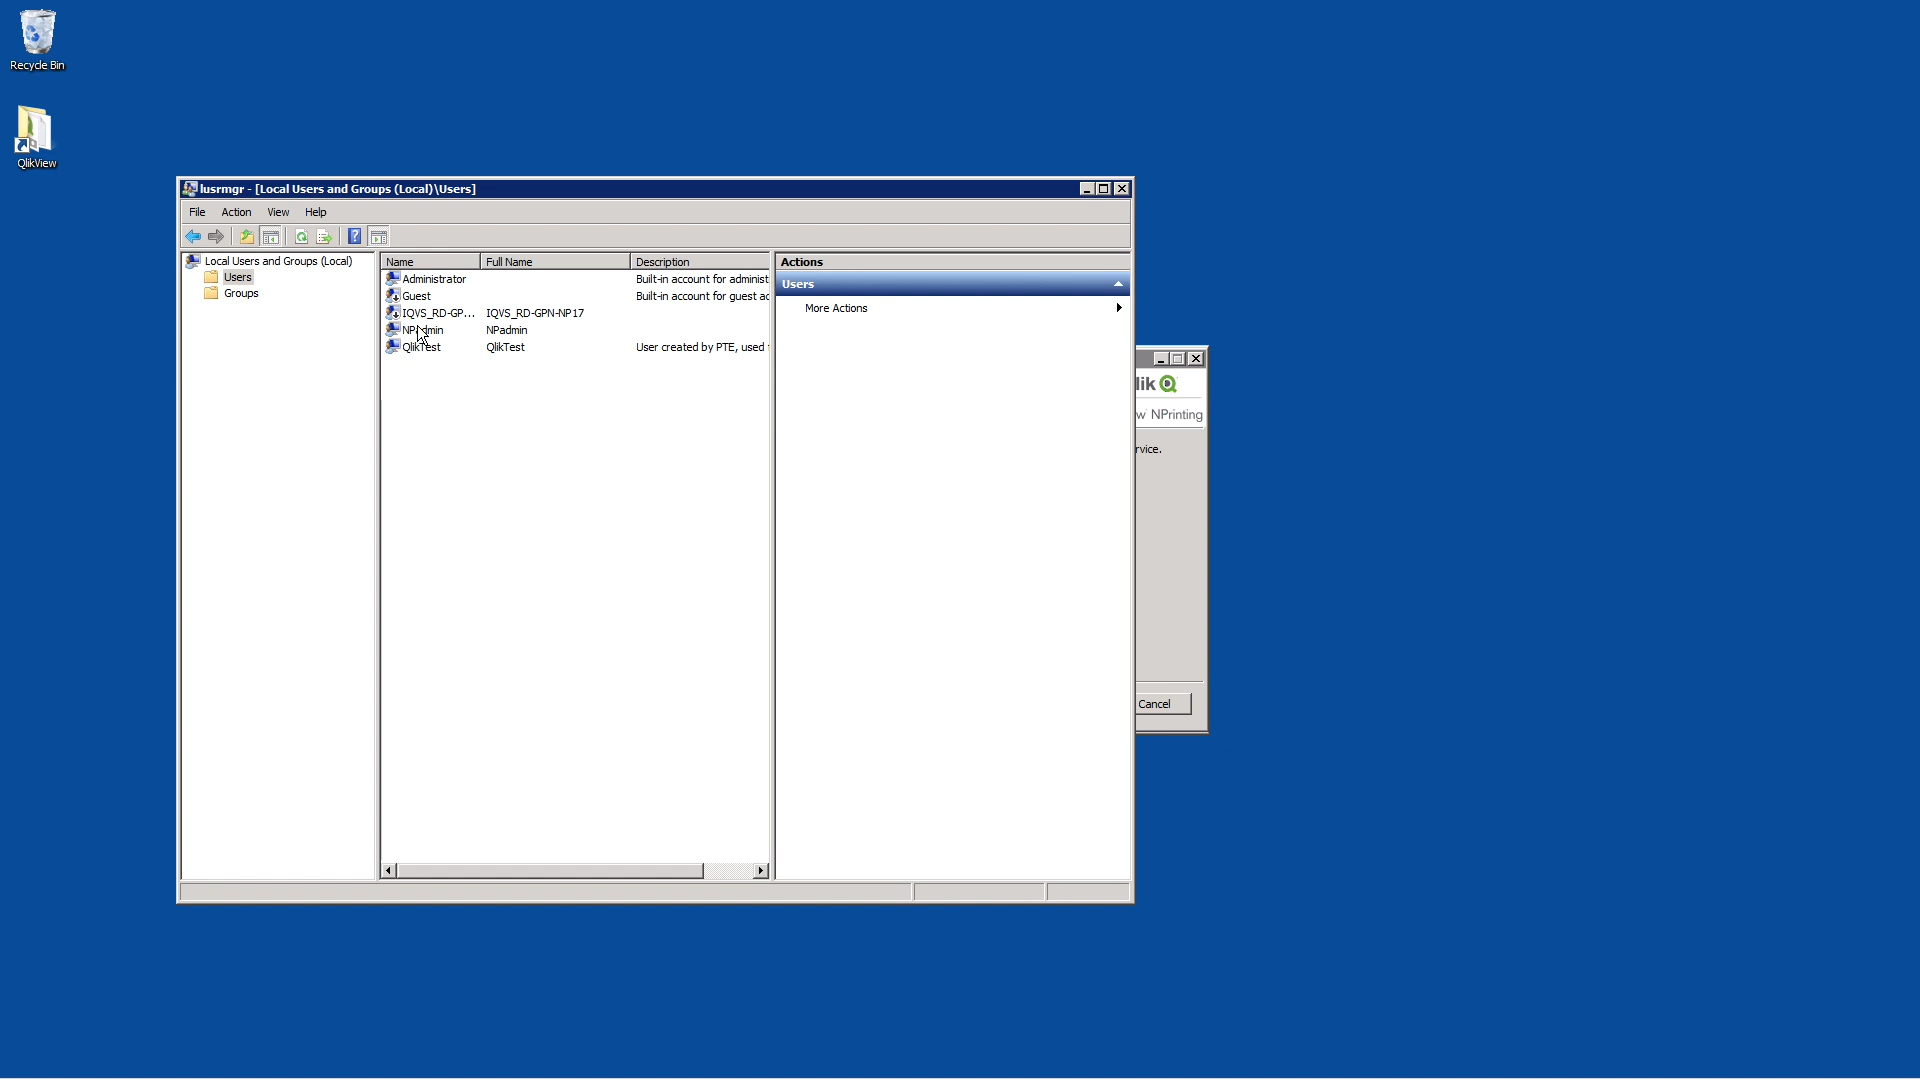 Recycle Bin
QlikView
lusrmgr - [Local Users and Groups (Local)\Users]
File Action View Help
Local Users and Groups (Local)
Users
Groups
Name Full Name Description
Administrator Built-in account for administ
Guest Built-in account for guest ac
IQVS_RD-GP... IQVS_RD-GPN-NP17
NPadmin NPadmin
QlikTest QlikTest User created by PTE, used
Actions
Users
More Actions
lik
w NPrinting
rvice.
Cancel